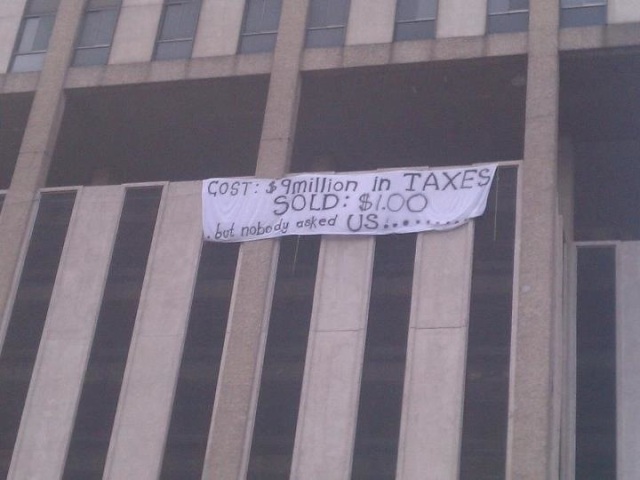 COST: $9million in TAXES
SOLD: $1.00
..but nobody asked US.........